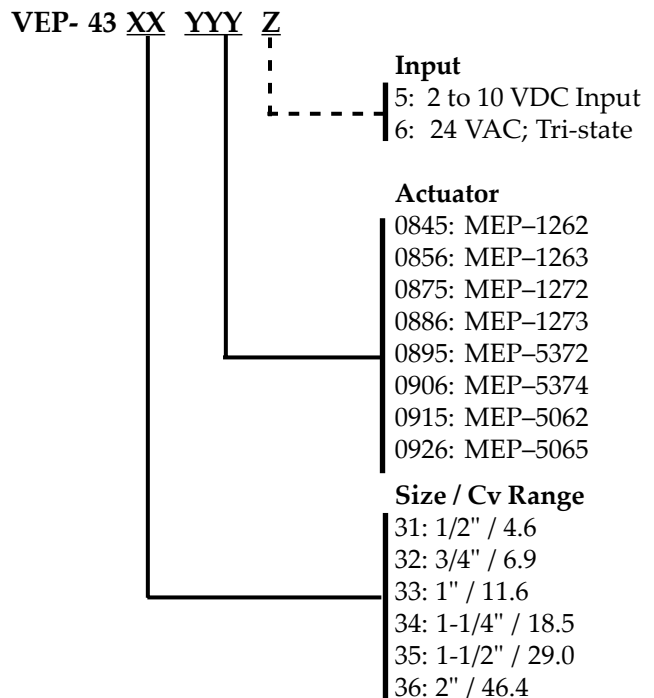 VEP- 43 XX YYY Z
Input
5: 2 to 10 VDC Input
6: 24 VAC; Tri-state
Actuator
0845: MEP–1262
0856: MEP–1263
0875: MEP–1272
0886: MEP–1273
0895: MEP–5372
0906: MEP–5374
0915: MEP–5062
0926: MEP–5065
Size / Cv Range
31: 1/2" / 4.6
32: 3/4" / 6.9
33: 1" / 11.6
34: 1-1/4" / 18.5
35: 1-1/2" / 29.0
36: 2" / 46.4